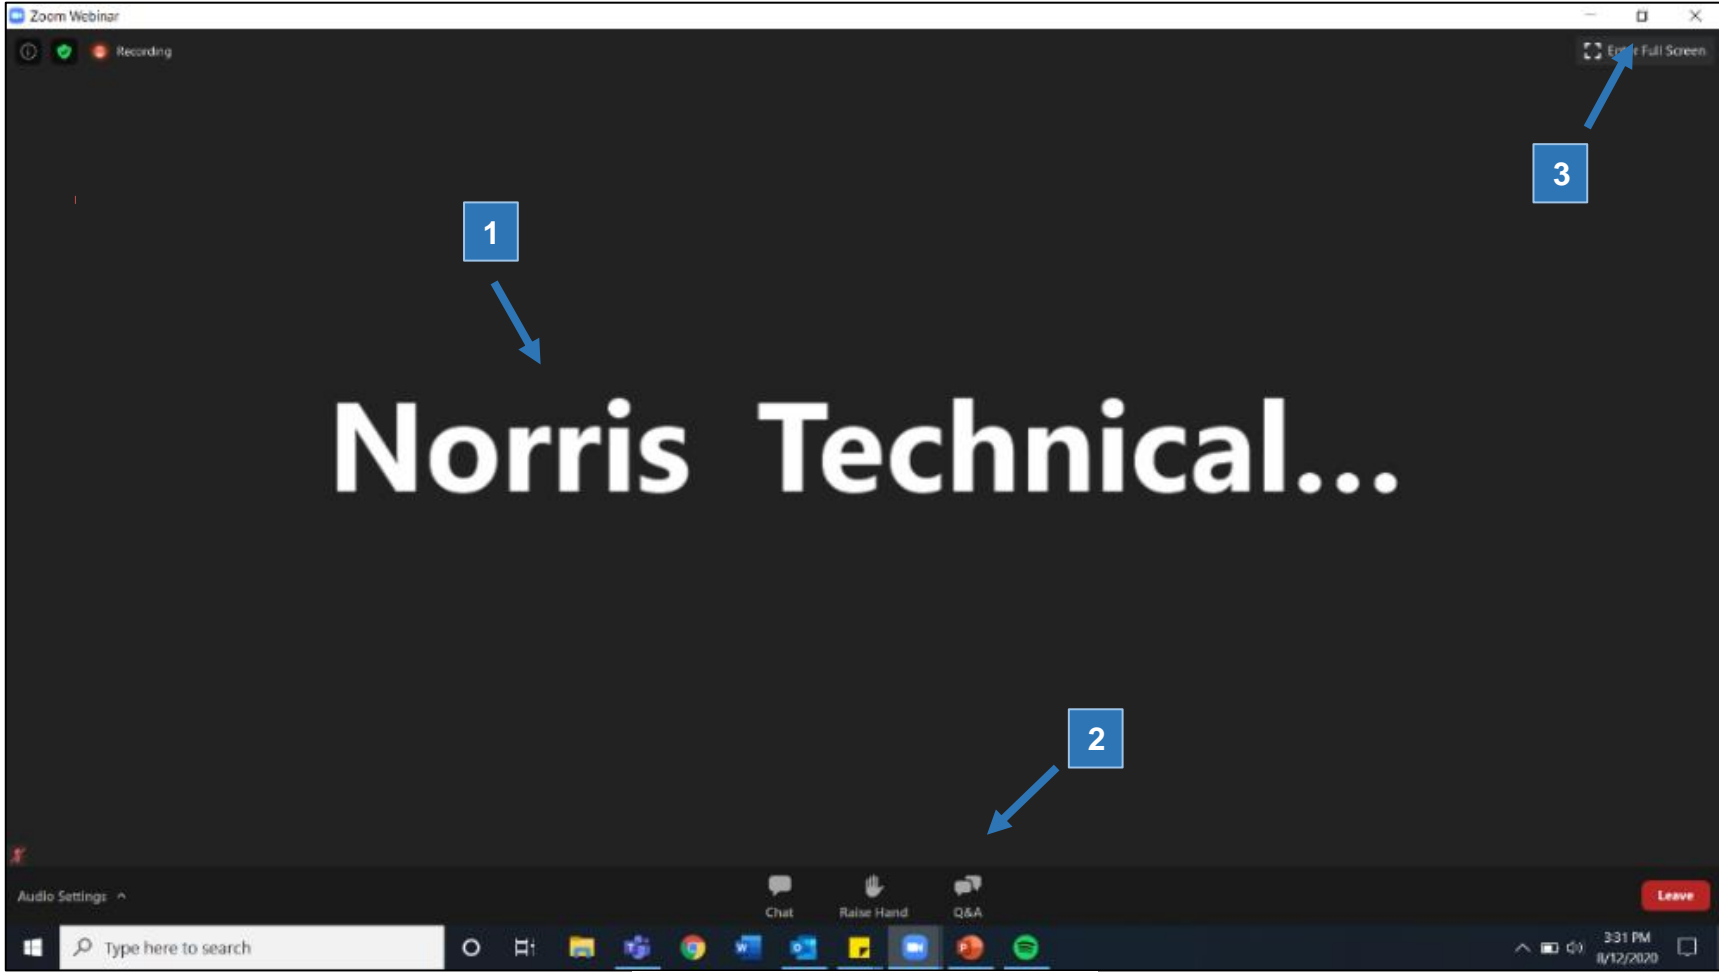 Zoom Webinar
Recording
Enter Full Screen
3
1
Norris Technical...
2
Audio Settings
Chat
Raise Hand
Q&A
Leave
Type here to search
3:31 PM
8/12/2020